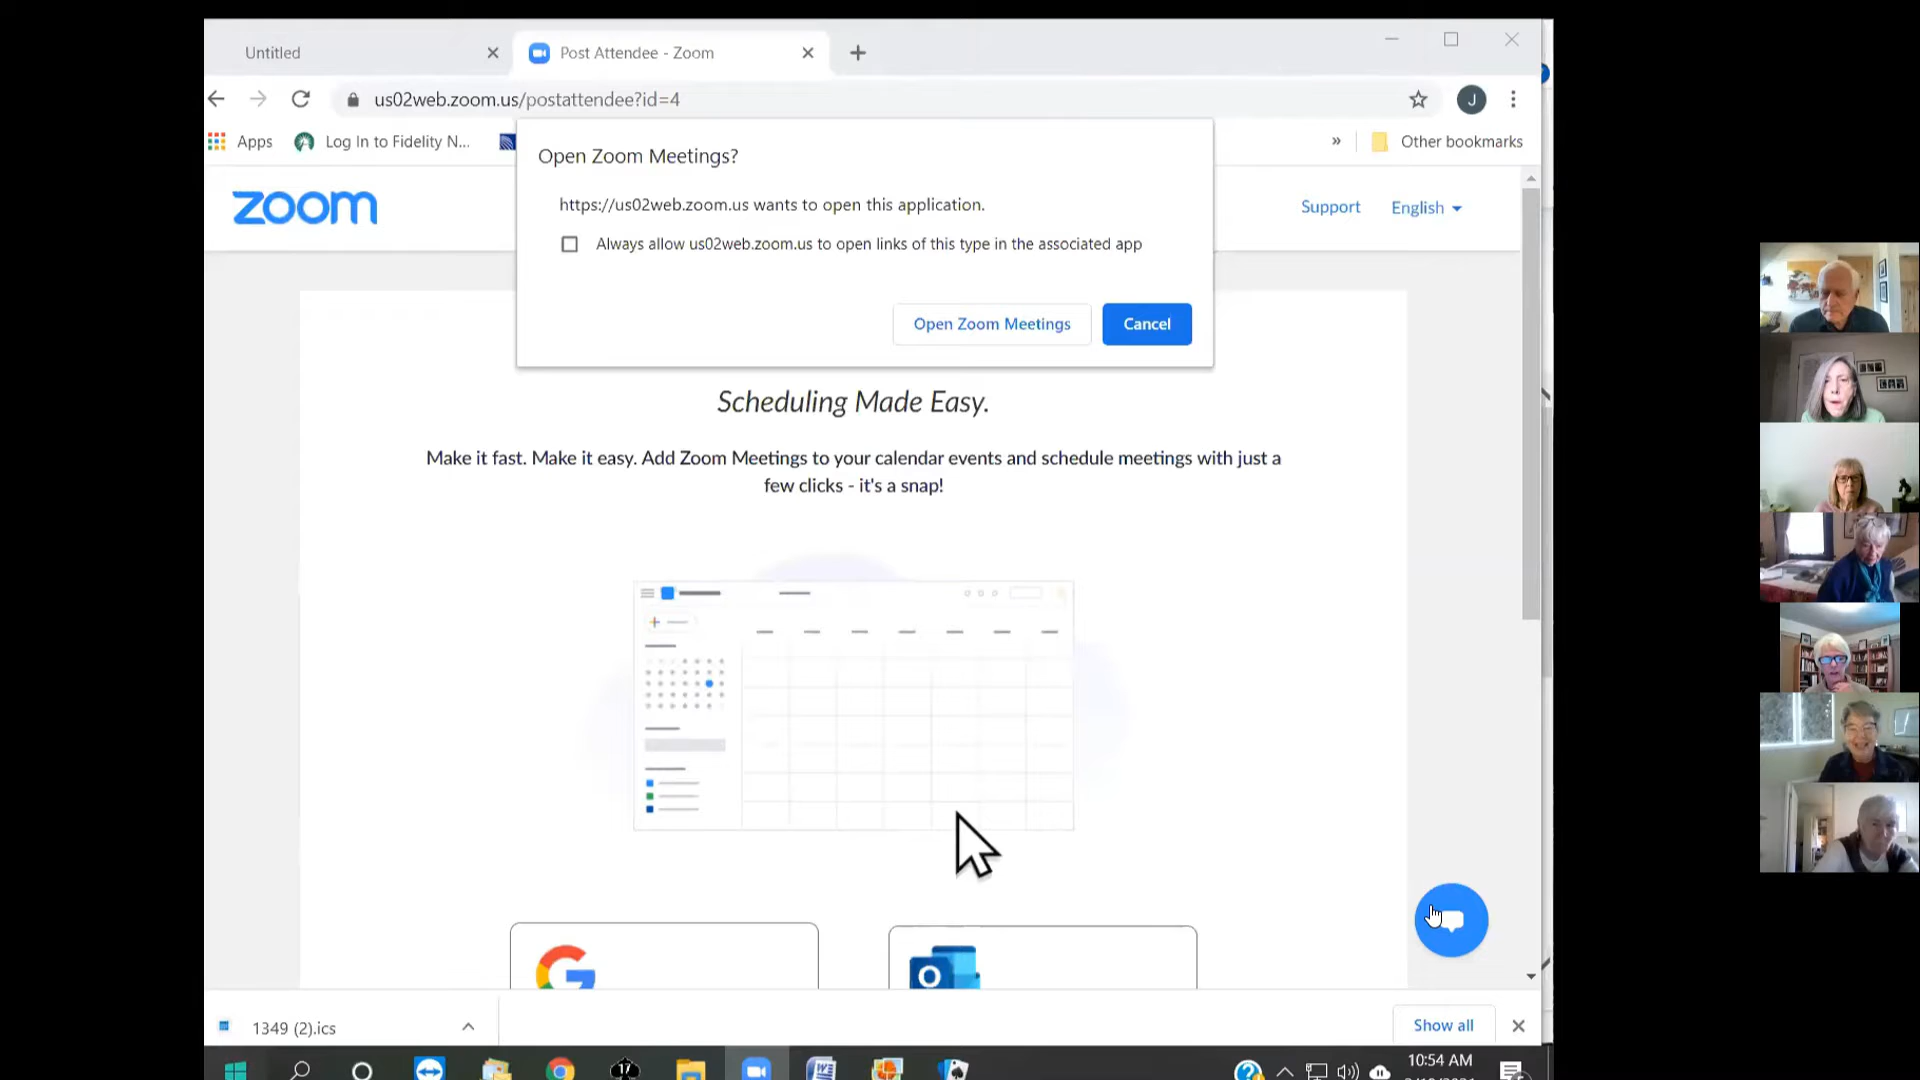 Untitled
Post Attendee - Zoom
us02web.zoom.us/postattendee?id=4
Apps
Log In to Fidelity N...
»
Other bookmarks
Open Zoom Meetings?
https://us02web.zoom.us wants to open this application.
Always allow us02web.zoom.us to open links of this type in the associated app
Open Zoom Meetings
Cancel
zoom
Support
English
Scheduling Made Easy.
Make it fast. Make it easy. Add Zoom Meetings to your calendar events and schedule meetings with just a
few clicks - it's a snap!
1349 (2).ics
Show all
17
10:54 AM